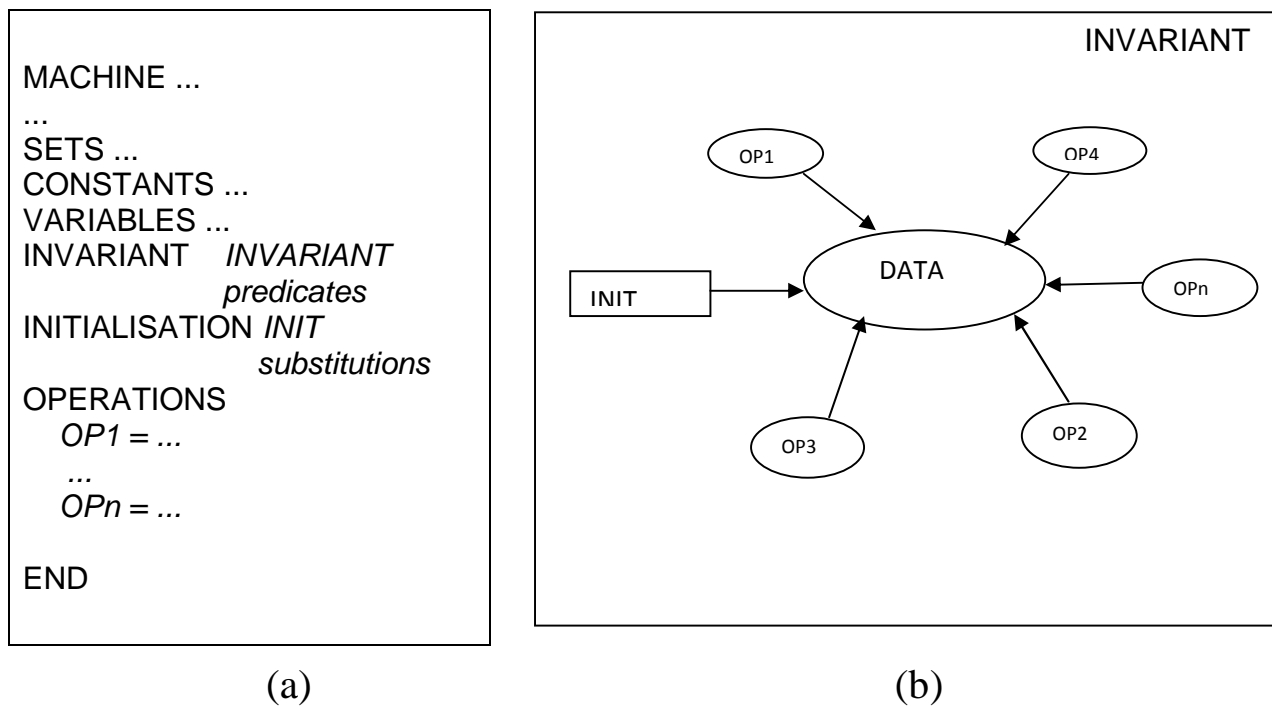 MACHINE ...
...
SETS ...
CONSTANTS ...
VARIABLES ...
INVARIANT INVARIANT
predicates
INITIALISATION INIT
substitutions
OPERATIONS
OP1 = ...
...
OPn = ...
END
(a)
INVARIANT
OP1
OP4
DATA
OPn
INIT
OP3
OP2
(b)